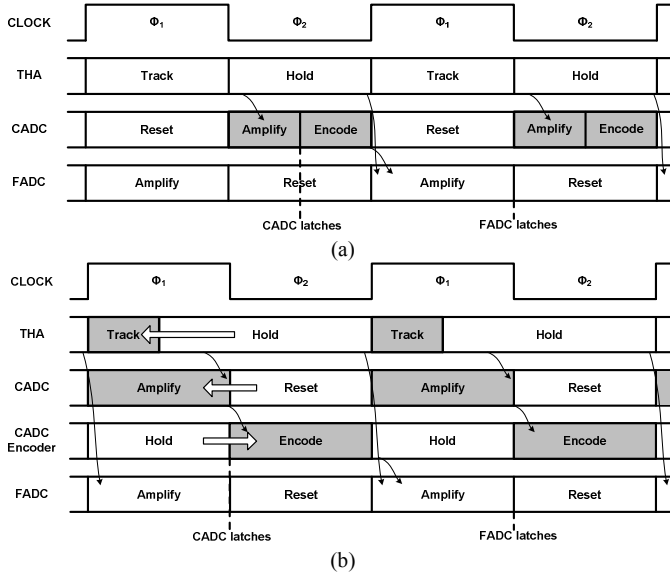 CLOCK Φ1 Φ2 Φ1 Φ2
THA Track Hold Track Hold
CADC Reset Amplify Encode Reset Amplify Encode
FADC Amplify Reset Amplify Reset
CADC latches FADC latches
(a)
CLOCK Φ1 Φ2 Φ1 Φ2
THA Track Hold Track Hold
CADC Amplify Reset Amplify Reset
CADC
Encoder Hold Encode Hold Encode
FADC Amplify Reset Amplify Reset
CADC latches FADC latches
(b)